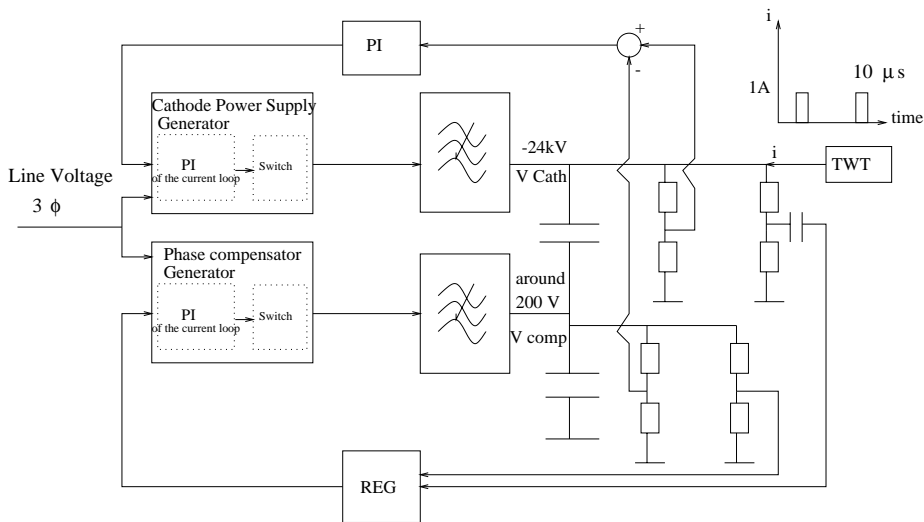 PI
+
-
i
1A
10 μ s
time
Cathode Power Supply
Generator
PI
of the current loop
Switch
-24kV
V Cath
i
TWT
Line Voltage
3 ϕ
Phase compensator
Generator
PI
of the current loop
Switch
around
200 V
V comp
REG